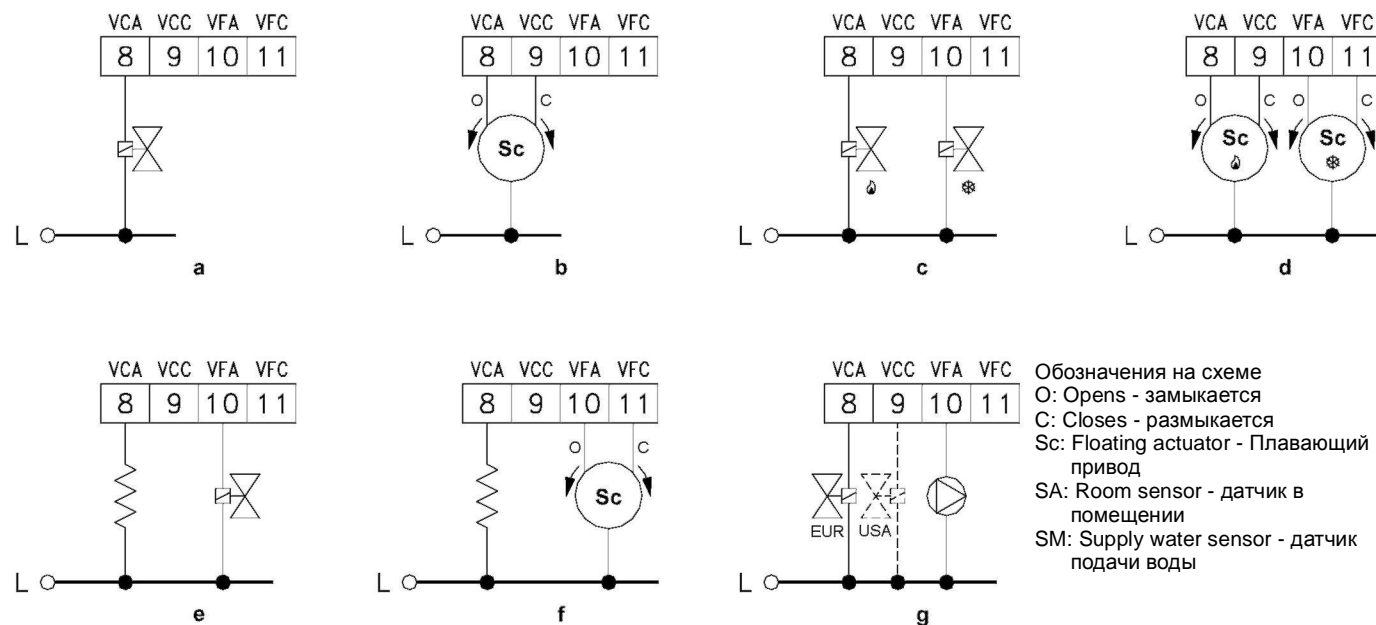 VCA VCC VFA VFC
8 9 10 11
L
a
VCA VCC VFA VFC
8 9 10 11
O C
Sc
L
b
VCA VCC VFA VFC
8 9 10 11
L
c
VCA VCC VFA VFC
8 9 10 11
O C O C
Sc Sc
L
d
VCA VCC VFA VFC
8 9 10 11
L
e
VCA VCC VFA VFC
8 9 10 11
O C
Sc
L
f
VCA VCC VFA VFC
8 9 10 11
EUR USA
L
g
Обозначения на схеме
O: Opens - замыкается
C: Closes - размыкается
Sc: Floating actuator - Плавающий
привод
SA: Room sensor - датчик в
помещении
SM: Supply water sensor - датчик
подачи воды